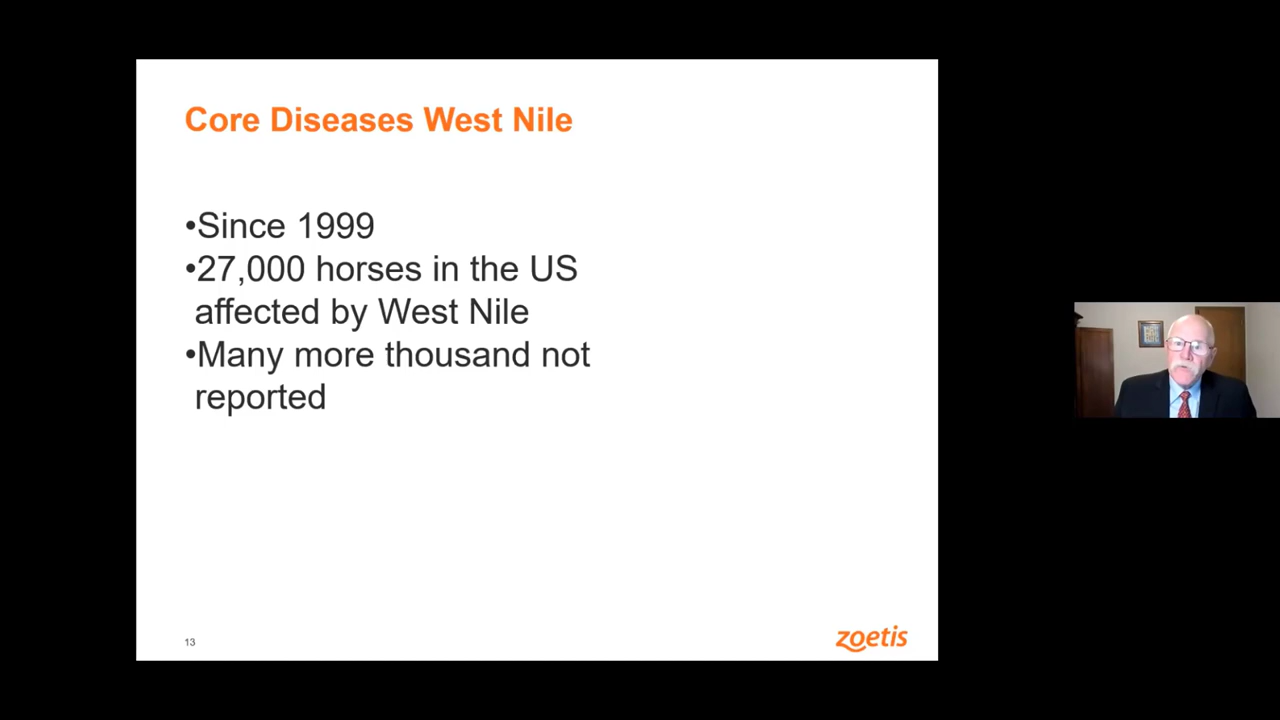 Core Diseases West Nile
•Since 1999
•27,000 horses in the US
affected by West Nile
•Many more thousand not
reported
13
zoetis